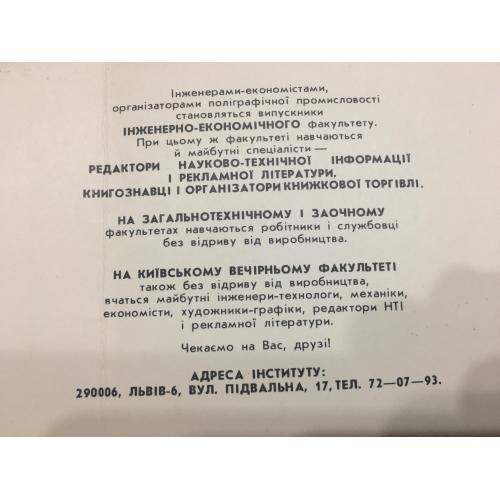 Інженерами-економістами,
організаторами поліграфічної промисловості
становляться випускники
ІНЖЕНЕРНО-ЕКОНОМІЧНОГО факультету.
При цьому ж факультеті навчаються
й майбутні спеціалісти —
РЕДАКТОРИ НАУКОВО-ТЕХНІЧНОЇ ІНФОРМАЦІЇ
І РЕКЛАМНОЇ ЛІТЕРАТУРИ,
КНИГОЗНАВЦІ І ОРГАНІЗАТОРИ КНИЖКОВОЇ ТОРГІВЛІ.
НА ЗАГАЛЬНОТЕХНІЧНОМУ І ЗАОЧНОМУ
факультетах навчаються робітники і службовці
без відриву від виробництва.
НА КИЇВСЬКОМУ ВЕЧІРНЬОМУ ФАКУЛЬТЕТІ
також без відриву від виробництва,
вчаться майбутні інженери-технологи, механіки,
економісти, художники-графіки, редактори НТІ
і рекламної літератури.
Чекаємо на Вас, друзі!
АДРЕСА ІНСТИТУТУ:
290006, ЛЬВІВ-6, ВУЛ. ПІДВАЛЬНА, 17, ТЕЛ. 72—07—93.